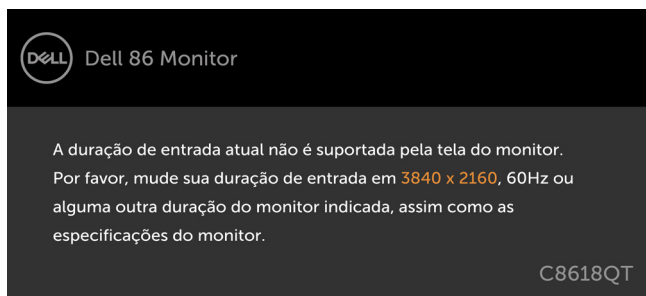 DELL
Dell 86 Monitor
A duração de entrada atual não é suportada pela tela do monitor.
Por favor, mude sua duração de entrada em 3840 x 2160, 60Hz ou
alguma outra duração do monitor indicada, assim como as
especificações do monitor.
C8618QT